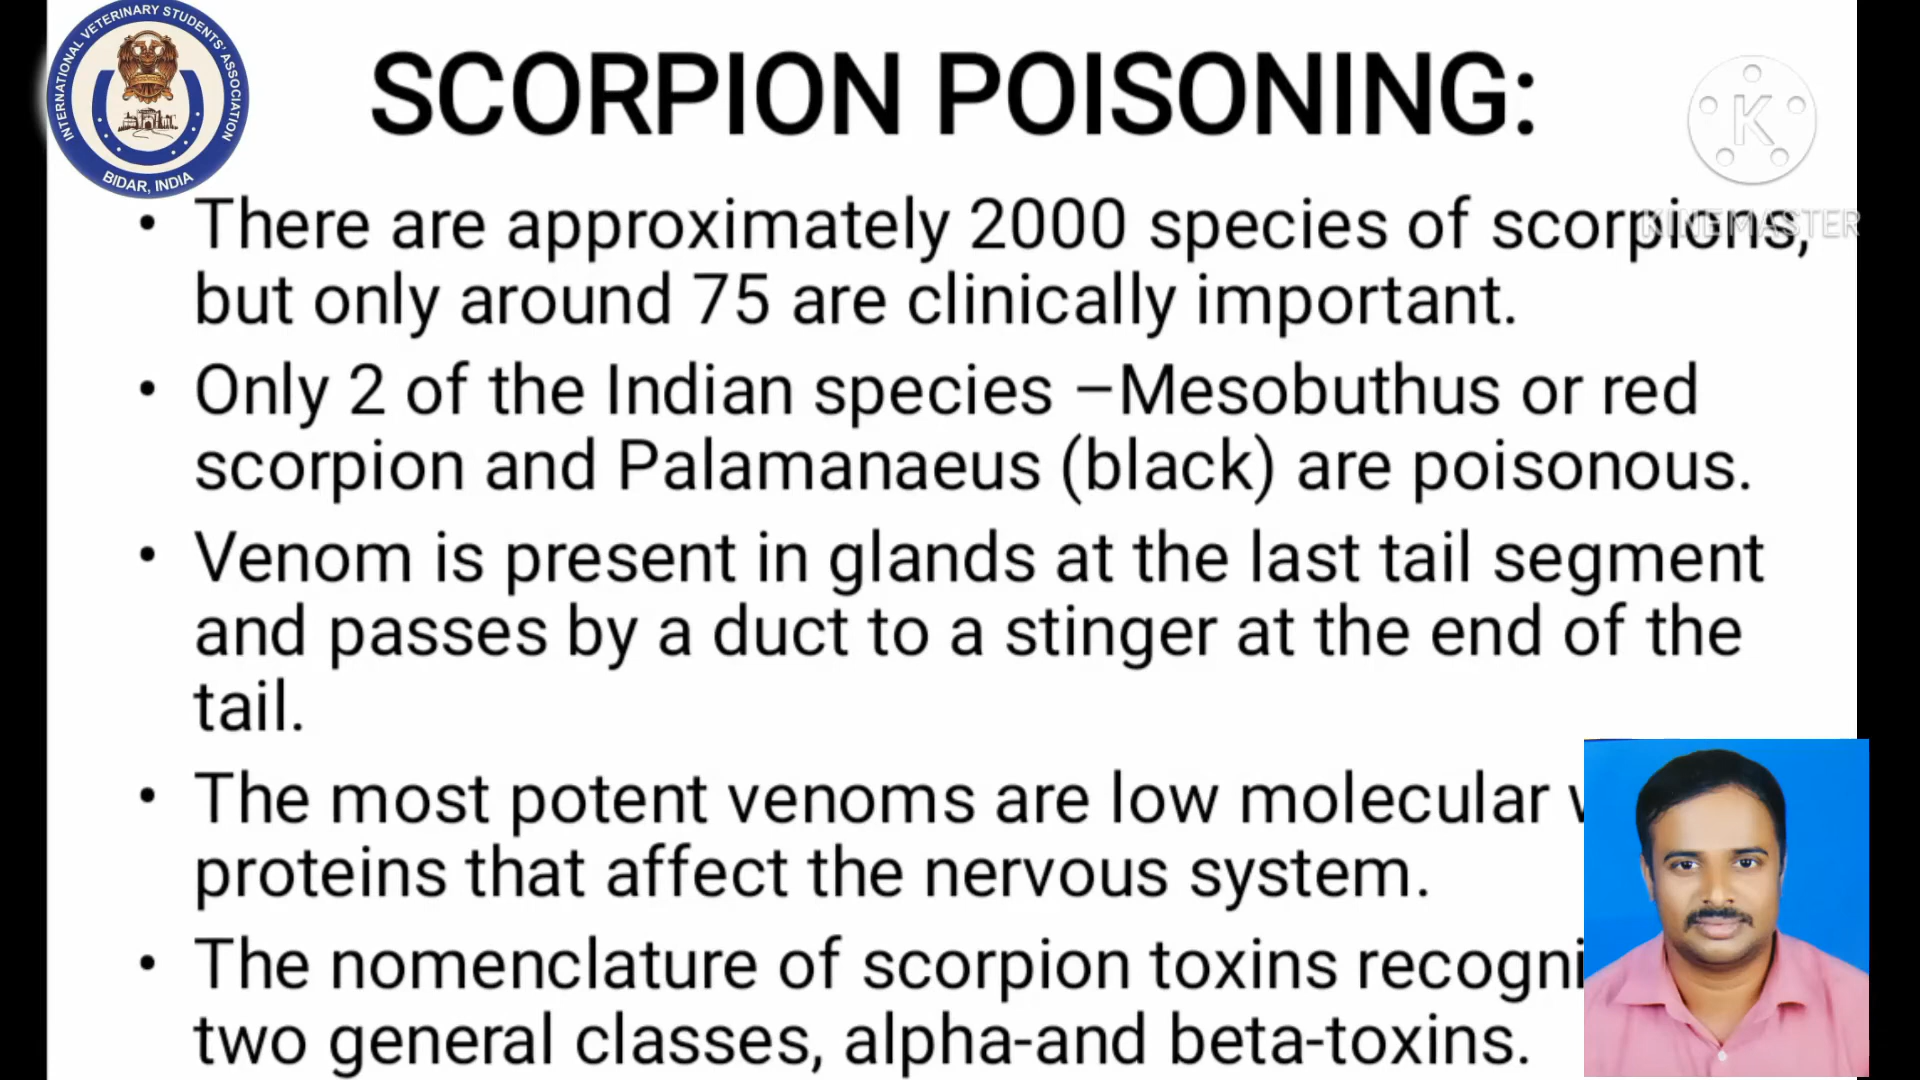 INTERNATIONAL VETERINARY STUDENTS' ASSOCIATION
BIDAR, INDIA
SCORPION POISONING:
K
KINEMASTER
• There are approximately 2000 species of scorpions,
but only around 75 are clinically important.
• Only 2 of the Indian species –Mesobuthus or red
scorpion and Palamanaeus (black) are poisonous.
• Venom is present in glands at the last tail segment
and passes by a duct to a stinger at the end of the
tail.
• The most potent venoms are low molecular
proteins that affect the nervous system.
• The nomenclature of scorpion toxins
two general classes, alpha-and beta-toxins.